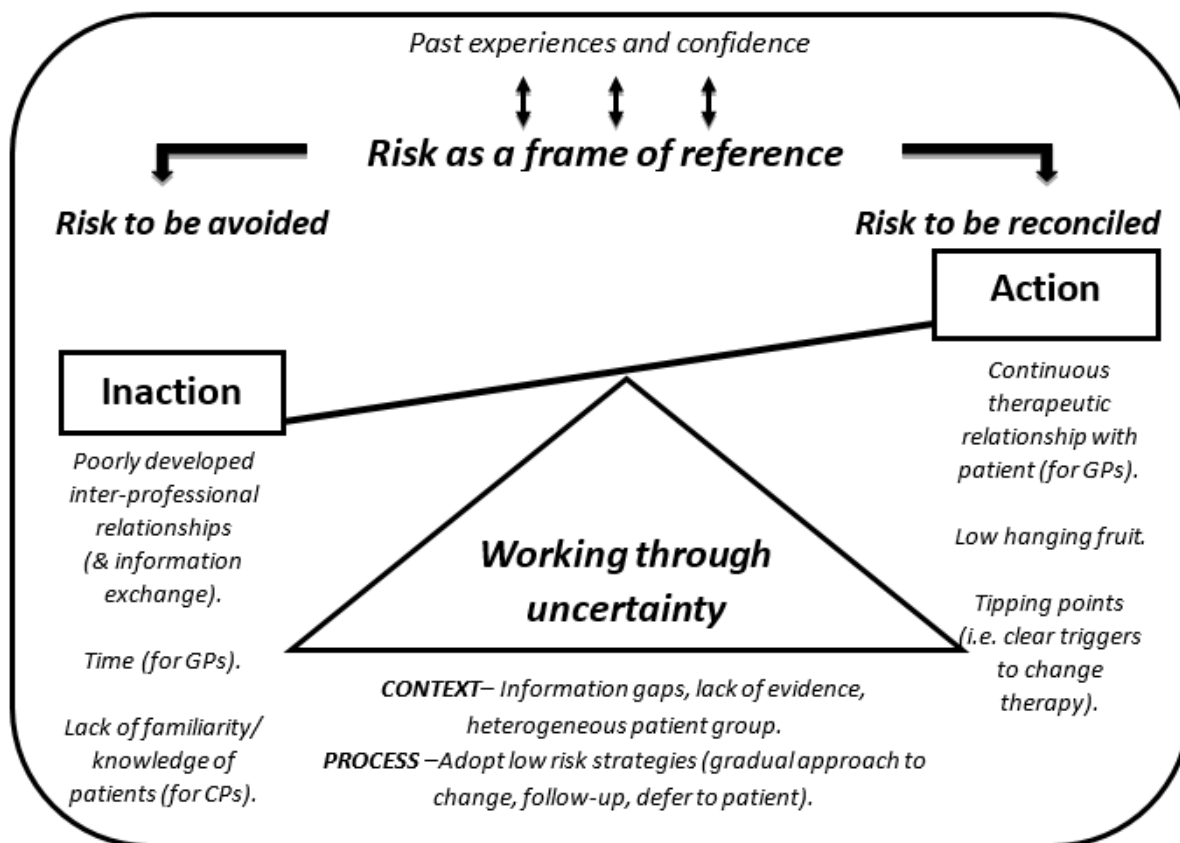 Past experiences and confidence
Risk as a frame of reference
Risk to be avoided
Risk to be reconciled
Action
Inaction
Continuous
therapeutic
relationship with
patient (for GPs).
Low hanging fruit.
Tipping points
(i.e. clear triggers
to change
therapy).
Poorly developed
inter-professional
relationships
(& information
exchange).
Time (for GPs).
Lack of familiarity/
knowledge of
patients (for CPs).
Working through
uncertainty
CONTEXT– Information gaps, lack of evidence,
heterogeneous patient group.
PROCESS –Adopt low risk strategies (gradual approach to
change, follow-up, defer to patient).